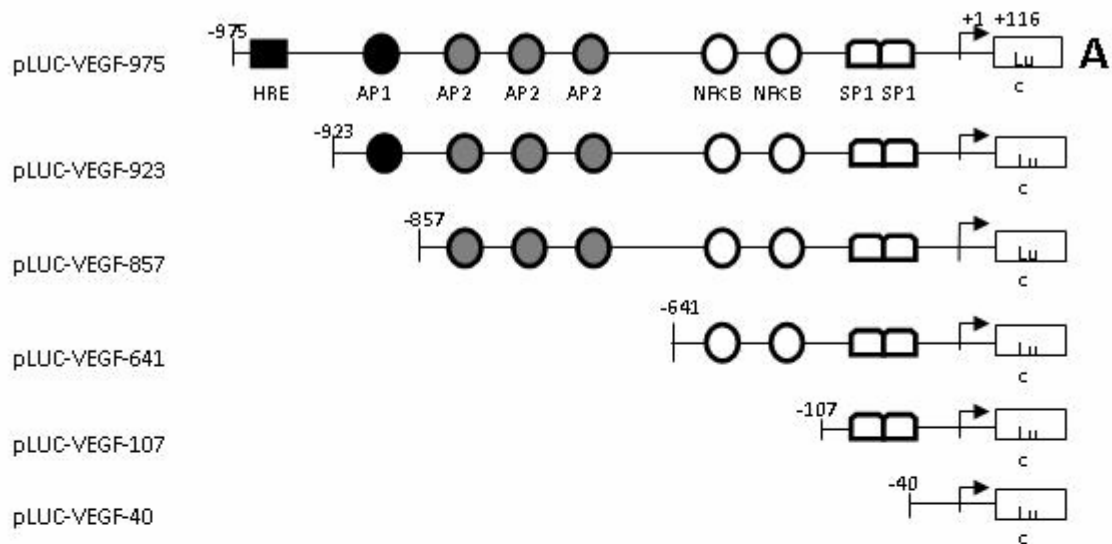 -975 +1 +116
pLUC-VEGF-975 Lu A
HRE AP1 AP2 AP2 AP2 NFκB NFκB SP1 SP1 c
-923
pLUC-VEGF-923 Lu
c
-857
pLUC-VEGF-857 Lu
c
-641
pLUC-VEGF-641 Lu
c
-107
pLUC-VEGF-107 Lu
c
-40
pLUC-VEGF-40 Lu
c